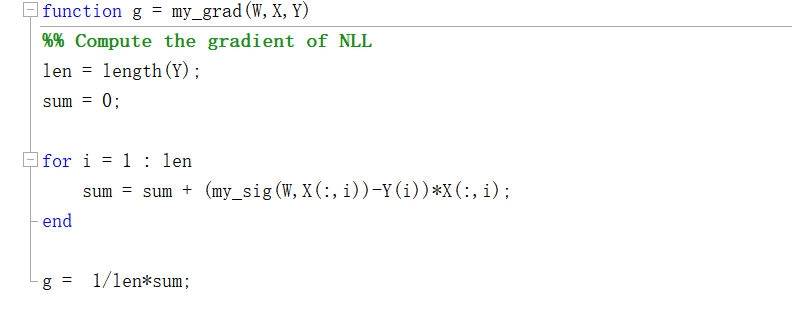 function g = my_grad(W,X,Y)
%% Compute the gradient of NLL
len = length(Y);
sum = 0;
for i = 1 : len
sum = sum + (my_sig(W,X(:,i))-Y(i))*X(:,i);
end
g =  1/len*sum;